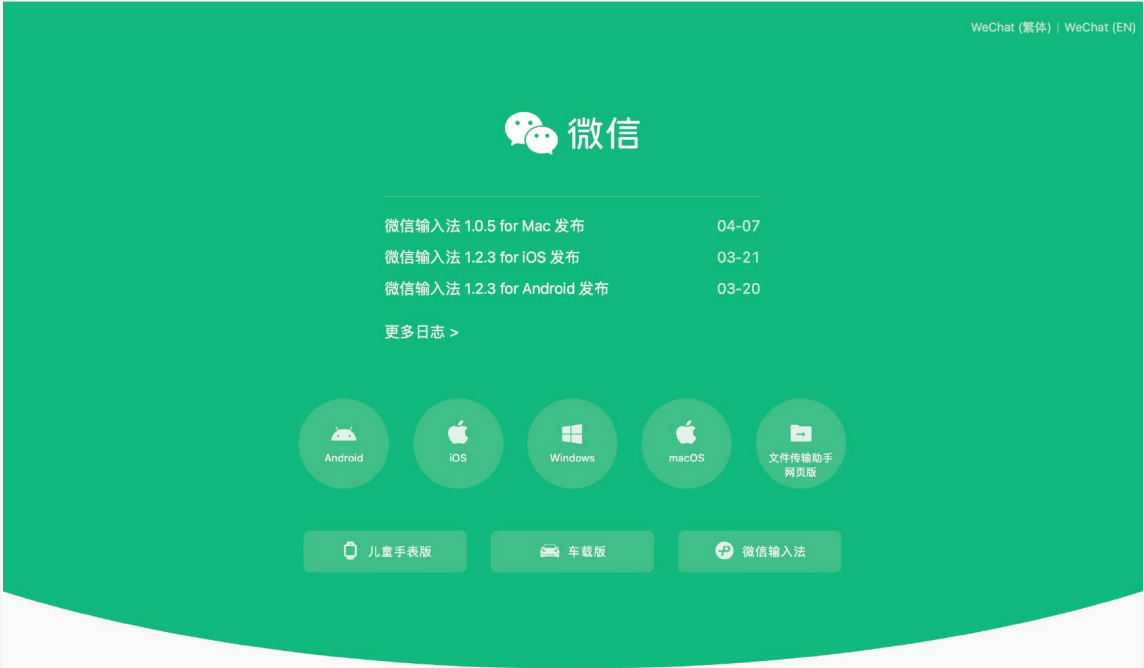 WeChat (繁体) | WeChat (EN)
微信
微信输入法 1.0.5 for Mac 发布 04-07
微信输入法 1.2.3 for iOS 发布 03-21
微信输入法 1.2.3 for Android 发布 03-20
更多日志 >
Android
iOS
Windows
macOS
文件传输助手
网页版
儿童手表版
车载版
微信输入法